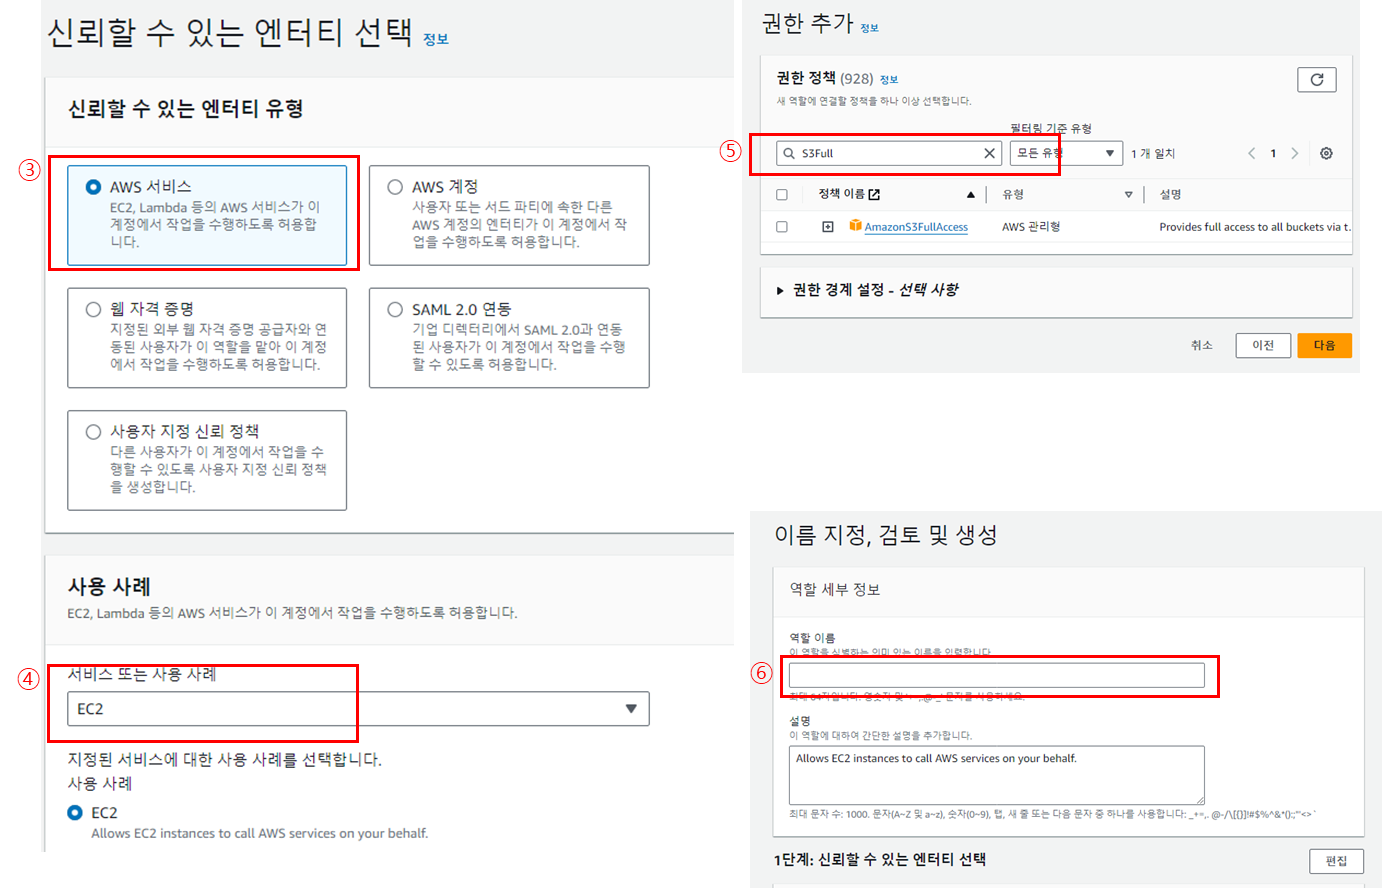 신뢰할 수 있는 엔터티 선택 정보
신뢰할 수 있는 엔터티 유형
③
AWS 서비스
EC2, Lambda 등의 AWS 서비스가 이
계정에서 작업을 수행하도록 허용합
니다.
AWS 계정
사용자 또는 서드 파티에 속한 다른
AWS 계정의 엔터티가 이 계정에서 작
업을 수행하도록 허용합니다.
웹 자격 증명
지정된 외부 웹 자격 증명 공급자와 연
동된 사용자가 이 역할을 맡아 이 계정
에서 작업을 수행하도록 허용합니다.
SAML 2.0 연동
기업 디렉터리에서 SAML 2.0과 연동
된 사용자가 이 계정에서 작업을 수행
할 수 있도록 허용합니다.
사용자 지정 신뢰 정책
다른 사용자가 이 계정에서 작업을 수
행할 수 있도록 사용자 지정 신뢰 정책
을 생성합니다.
사용 사례
EC2, Lambda 등의 AWS 서비스가 이 계정에서 작업을 수행하도록 허용합니다.
④
서비스 또는 사용 사례
EC2
지정된 서비스에 대한 사용 사례를 선택합니다.
사용 사례
EC2
Allows EC2 instances to call AWS services on your behalf.
권한 추가 정보
권한 정책 (928) 정보
새 역할에 연결할 정책을 하나 이상 선택합니다.
필터링 기준 유형
⑤
S3Full
모든 유형
1 개 일치
1
정책 이름 유형 설명
AmazonS3FullAccess AWS 관리형 Provides full access to all buckets via t.
권한 경계 설정 - 선택 사항
취소 이전 다음
이름 지정, 검토 및 생성
역할 세부 정보
역할 이름
이 역할을 식별하는 의미 있는 이름을 입력합니다.
⑥
설명
이 역할에 대하여 간단한 설명을 추가합니다.
Allows EC2 instances to call AWS services on your behalf.
최대 문자 수: 1000. 문자(A~Z 및 a~z), 숫자(0~9), 탭, 새 줄 또는 다음 문자 중 하나를 사용합니다: _+=,. @-/\[{}]!#$%^&*();:"'<>`
1단계: 신뢰할 수 있는 엔터티 선택
편집